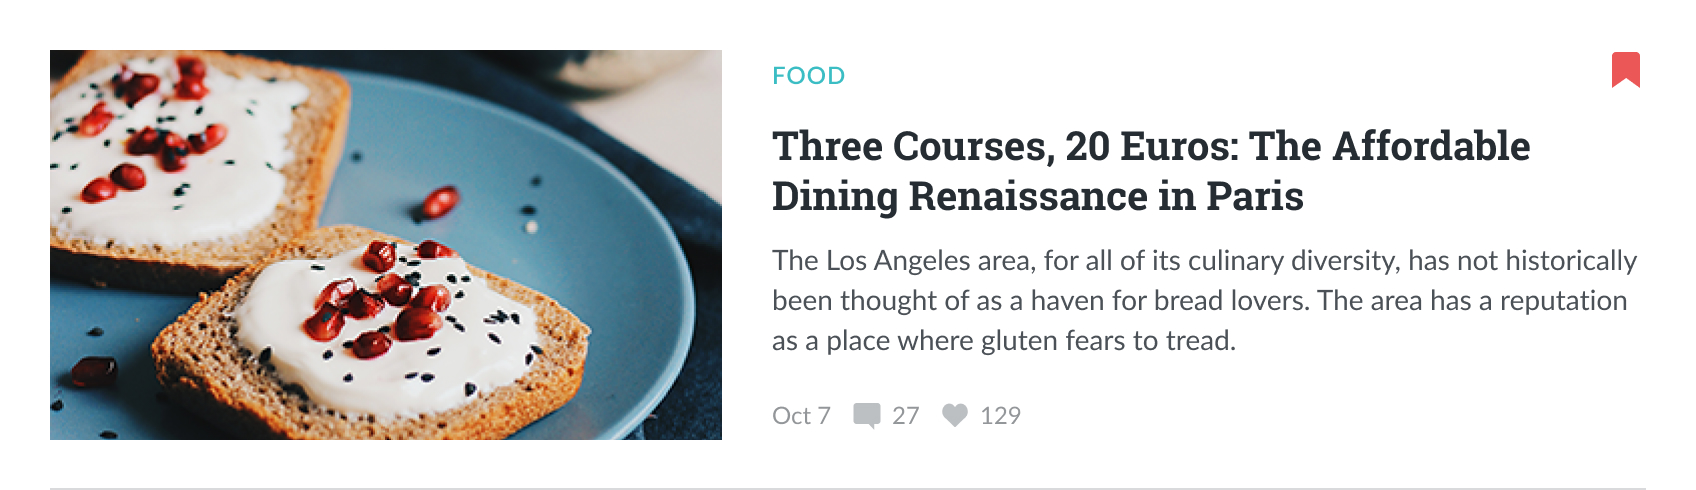 FOOD
Three Courses, 20 Euros: The Affordable
Dining Renaissance in Paris
The Los Angeles area, for all of its culinary diversity, has not historically
been thought of as a haven for bread lovers. The area has a reputation
as a place where gluten fears to tread.
Oct 7 27 129